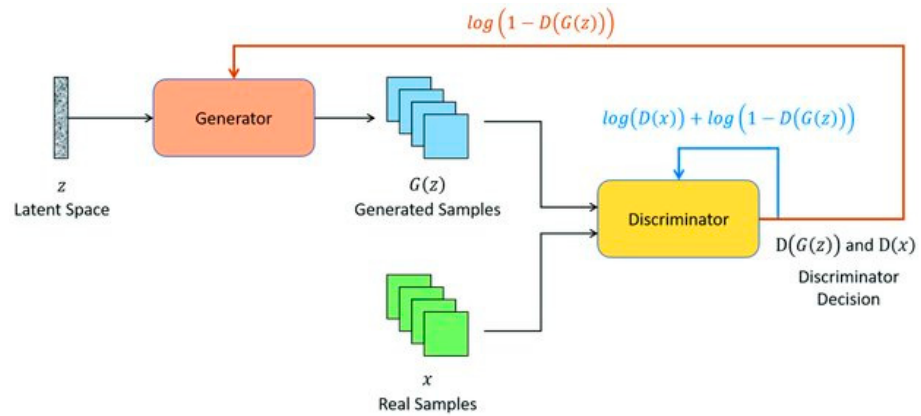 log (1 − D(G(z)))
Generator
log(D(x)) + log (1 − D(G(z)))
z
Latent Space
G(z)
Generated Samples
Discriminator
D(G(z)) and D(x)
Discriminator
Decision
x
Real Samples